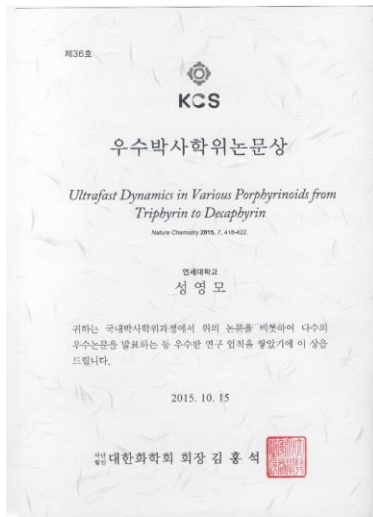 제36호
KCS
우수박사학위논문상
Ultrafast Dynamics in Various Porphyrinoids from
Triphyrin to Decaphyrin
Nature Chemistry 2015, 7, 418-422.
연세대학교
성영모
귀하는 국내박사학위과정에서 위의 논문을 비롯하여 다수의
우수논문을 발표하는 등 우수한 연구 업적을 쌓았기에 이 상을
드립니다.
2015. 10. 15
사단법인 대한화학회 회장 김홍석